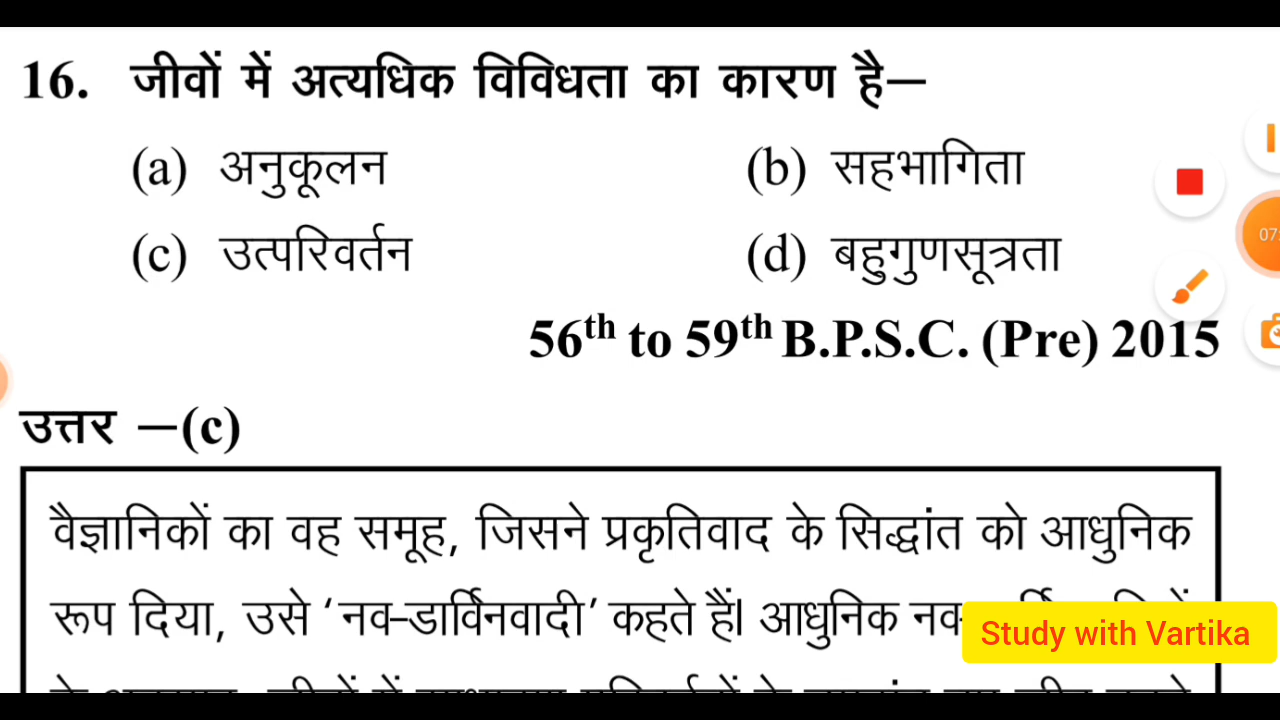 16. जीवों में अत्यधिक विविधता का कारण है—
(a) अनुकूलन (b) सहभागिता
(c) उत्परिवर्तन (d) बहुगुणसूत्रता
56th to 59th B.P.S.C. (Pre) 2015
उत्तर —(c)
वैज्ञानिकों का वह समूह, जिसने प्रकृतिवाद के सिद्धांत को आधुनिक
रूप दिया, उसे ‘नव-डार्विनवादी’ कहते हैं। आधुनिक
Study with Vartika